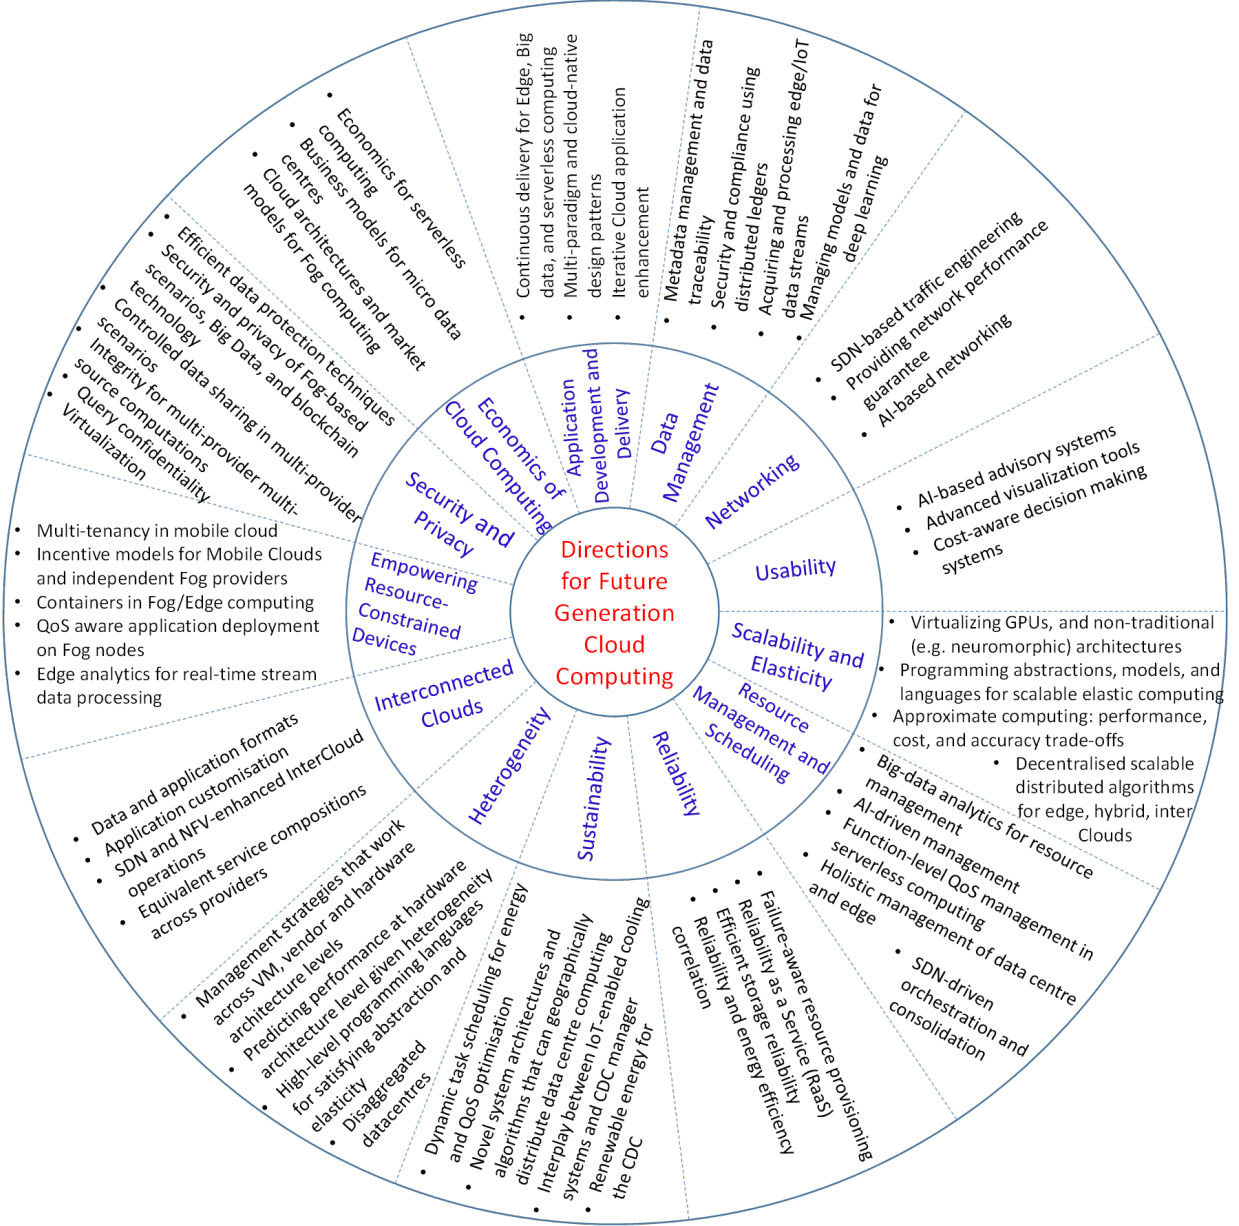 Directions
for Future
Generation
Cloud
Computing
Application
Development and
Delivery
Continuous delivery for Edge, Big
data, and serverless computing
Multi-paradigm and cloud-native
design patterns
Iterative Cloud application
enhancement
Data
Management
Metadata management and data
traceability
Security and compliance using
distributed ledgers
Acquiring and processing edge/IoT
data streams
Managing models and data for
deep learning
Networking
SDN-based traffic engineering
Providing network performance
guarantee
AI-based networking
Usability
AI-based advisory systems
Advanced visualization tools
Cost-aware decision making
systems
Scalability and
Elasticity
Virtualizing GPUs, and non-traditional
(e.g. neuromorphic) architectures
Programming abstractions, models, and
languages for scalable elastic computing
Approximate computing: performance,
cost, and accuracy trade-offs
Decentralised scalable
distributed algorithms
for edge, hybrid, inter
Clouds
Resource
Management and
Scheduling
Big-data analytics for resource
management
AI-driven management
Function-level QoS management in
serverless computing
Holistic management of data centre
and edge
SDN-driven
orchestration and
consolidation
Reliability
Failure-aware resource provisioning
Reliability as a Service (RaaS)
Efficient storage reliability
Reliability and energy efficiency
correlation
Sustainability
Dynamic task scheduling for energy
and QoS optimisation
Novel system architectures and
algorithms that can geographically
distribute data centre computing
Interplay between IoT-enabled cooling
systems and CDC manager
Renewable energy for
the CDC
Heterogeneity
Management strategies that work
across VM, vendor and hardware
architecture levels
Predicting performance at hardware
architecture level given heterogeneity
High-level programming languages
for satisfying abstraction and
elasticity
Disaggregated
datacentres
Interconnected
Clouds
Data and application formats
Application customisation
SDN and NFV-enhanced InterCloud
operations
Equivalent service compositions
across providers
Empowering
Resource-
Constrained
Devices
Multi-tenancy in mobile cloud
Incentive models for Mobile Clouds
and independent Fog providers
Containers in Fog/Edge computing
QoS aware application deployment
on Fog nodes
Edge analytics for real-time stream
data processing
Security and
Privacy
Efficient data protection techniques
Security and privacy of Fog-based
scenarios, Big Data, and blockchain
technology
Controlled data sharing in multi-provider
scenarios
Integrity for multi-provider multi-
source computations
Query confidentiality
Virtualization
Economics of
Cloud Computing
Economics for serverless
computing
Business models for micro data
centres
Cloud architectures and market
models for Fog computing